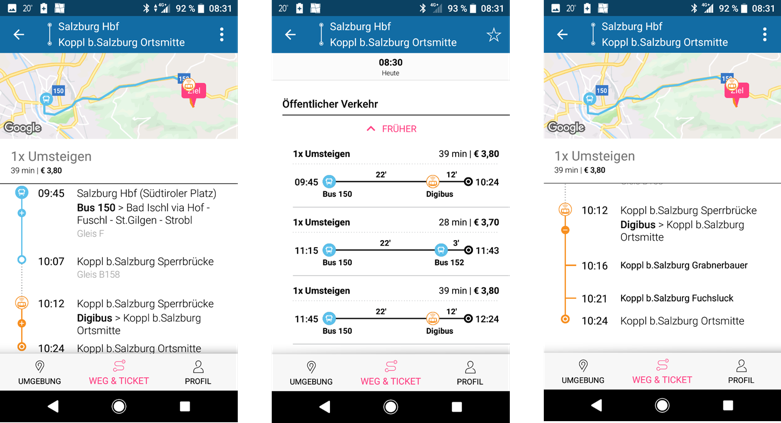 20° 4G 92 % 08:31
Salzburg Hbf
Koppl b.Salzburg Ortsmitte
150
150
Ziel
Google
1x Umsteigen
39 min | € 3,80
09:45 Salzburg Hbf (Südtiroler Platz)
Bus 150 > Bad Ischl via Hof -
Fuschl - St.Gilgen - Strobl
Gleis F
10:07 Koppl b.Salzburg Sperrbrücke
Gleis B158
10:12 Koppl b.Salzburg Sperrbrücke
Digibus > Koppl b.Salzburg
Ortsmitte
10:24 Koppl b.Salzburg Ortsmitte
UMGEBUNG WEG & TICKET PROFIL
20° 4G 93 % 08:31
Salzburg Hbf
Koppl b.Salzburg Ortsmitte
08:30
Heute
Öffentlicher Verkehr
FRÜHER
1x Umsteigen 39 min | € 3,80
22' 12'
09:45 10:24
Bus 150 Digibus
1x Umsteigen 28 min | € 3,70
22' 3'
11:15 11:43
Bus 150 Bus 152
1x Umsteigen 39 min | € 3,80
22' 12'
11:45 12:24
Bus 150 Digibus
UMGEBUNG WEG & TICKET PROFIL
20° 4G 92 % 08:31
Salzburg Hbf
Koppl b.Salzburg Ortsmitte
150
150
Ziel
Google
1x Umsteigen
39 min | € 3,80
10:12 Koppl b.Salzburg Sperrbrücke
Digibus > Koppl b.Salzburg
Ortsmitte
10:16 Koppl b.Salzburg Grabnerbauer
10:21 Koppl b.Salzburg Fuchsluck
10:24 Koppl b.Salzburg Ortsmitte
UMGEBUNG WEG & TICKET PROFIL